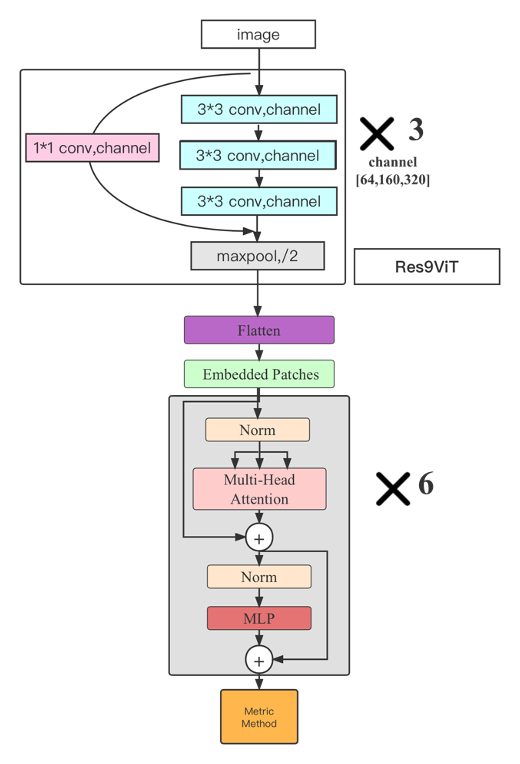 image
3*3 conv,channel
1*1 conv,channel
3*3 conv,channel
3*3 conv,channel
maxpool,/2
× 3
channel
[64,160,320]
Res9ViT
Flatten
Embedded Patches
Norm
Multi-Head
Attention
+
Norm
MLP
+
× 6
Metric
Method